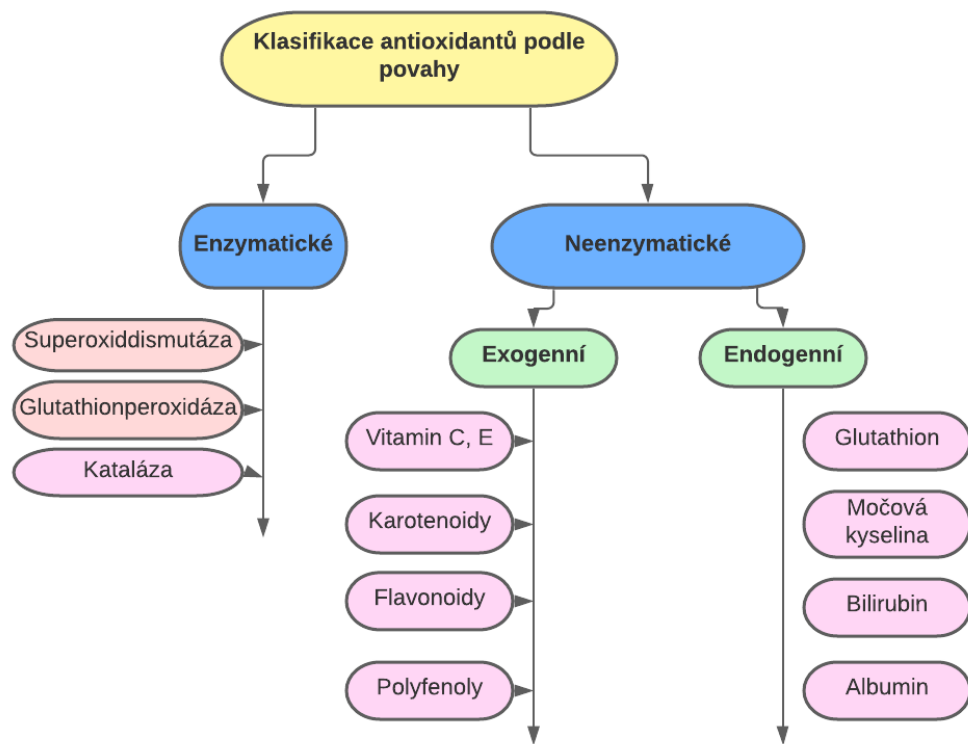 Klasifikace antioxidantů podle
povahy
Enzymatické
Neenzymatické
Superoxiddismutáza
Glutathionperoxidáza
Kataláza
Exogenní
Endogenní
Vitamin C, E
Karotenoidy
Flavonoidy
Polyfenoly
Glutathion
Močová
kyselina
Bilirubin
Albumin